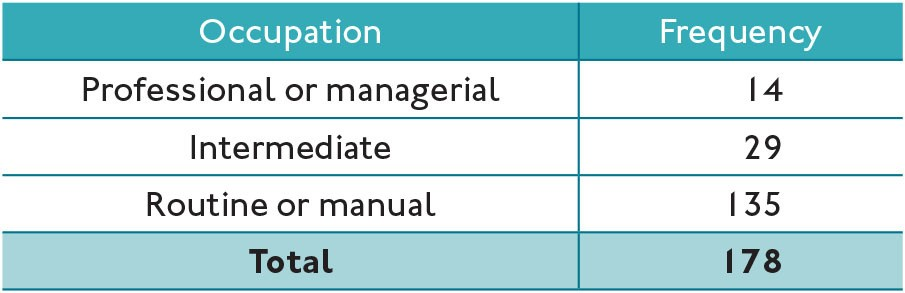 Occupation Frequency
Professional or managerial 14
Intermediate 29
Routine or manual 135
Total 178